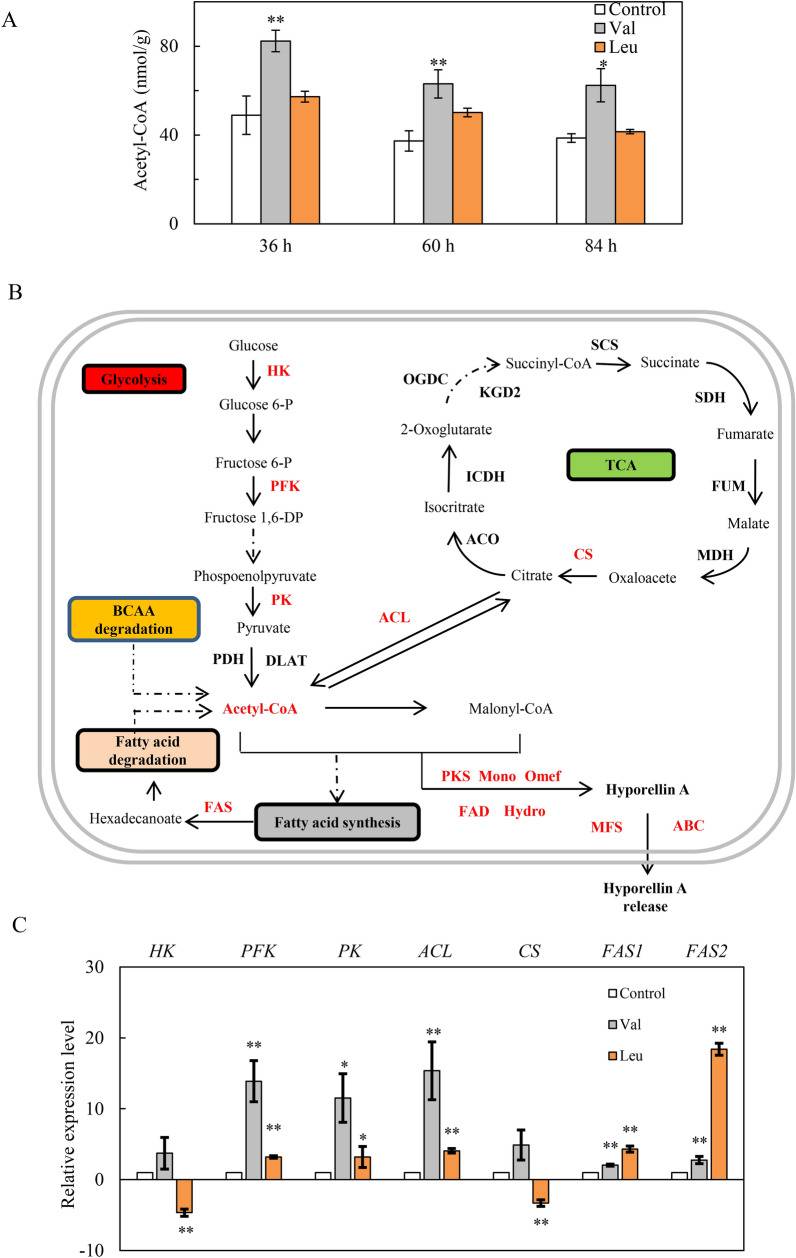 A
Acetyl-CoA (nmol/g)
80
40
0
**
**
*
Control
Val
Leu
36 h
60 h
84 h
B
Glycolysis
Glucose
HK
Glucose 6-P
Fructose 6-P
PFK
Fructose 1,6-DP
Phospoenolpyruvate
PK
Pyruvate
PDH
DLAT
Acetyl-CoA
BCAA
degradation
Fatty acid
degradation
Hexadecanoate
FAS
Fatty acid synthesis
Malonyl-CoA
ACL
OGDC
KGD2
Succinyl-CoA
SCS
Succinate
SDH
Fumarate
FUM
Malate
MDH
Oxaloacete
CS
Citrate
ACO
Isocritrate
ICDH
2-Oxoglutarate
TCA
PKS Mono Omef
FAD Hydro
Hyporellin A
MFS
ABC
Hyporellin A
release
C
HK
PFK
PK
ACL
CS
FAS1
FAS2
Relative expression level
30
20
10
0
-10
Control
Val
Leu
**
**
**
*
*
**
**
**
**
**
**
**